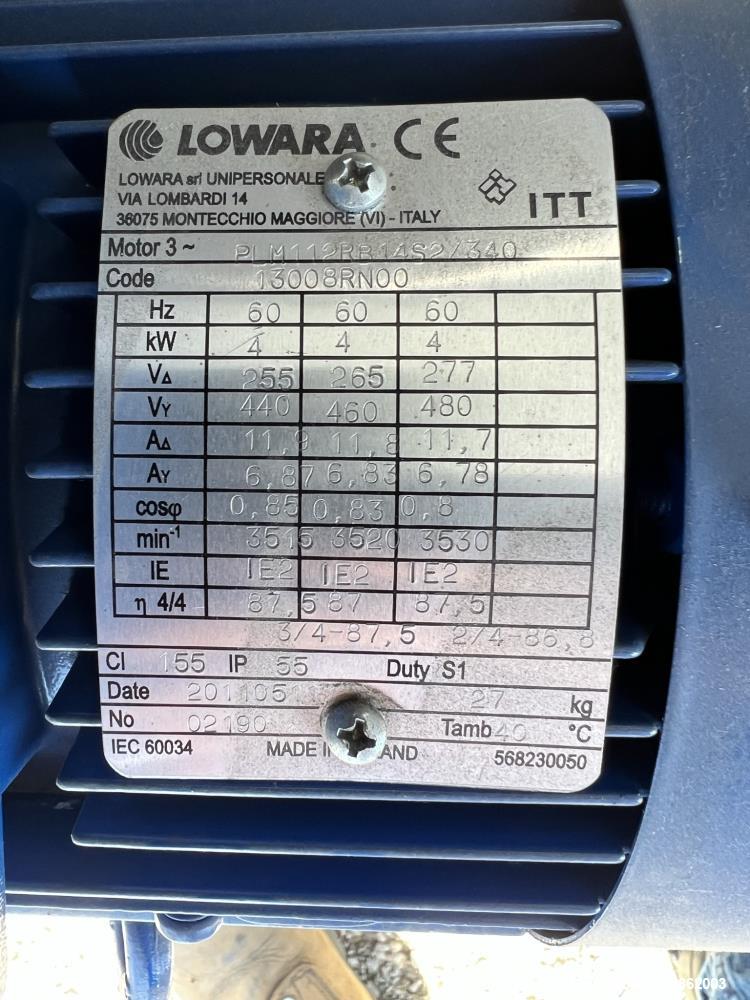 LOWARA CE
LOWARA srl UNIPERSONALE
VIA LOMBARDI 14
36075 MONTECCHIO MAGGIORE (VI) - ITALY
ITT
Motor 3 ~ PLM112RB14S2/340
Code 13008RN00
Hz 60 60 60
kW 4 4 4
V∆ 255 265 277
VY 440 460 480
A∆ 11,9 11,8 11,7
AY 6,87 6,83 6,78
cosφ 0,85 0,83 0,8
min-1 3515 3520 3530
IE IE2 IE2 IE2
η 4/4 87,5 87 87,5
3/4-87,5 2/4-86,8
Cl 155 IP 55 Duty S1
Date 201105 27 kg
No 02190 Tamb 40 °C
IEC 60034 MADE IN 568230050